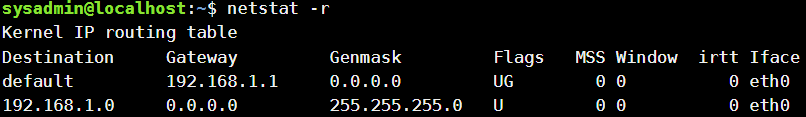 sysadmin@localhost:~$ netstat -r
Kernel IP routing table
Destination     Gateway         Genmask         Flags   MSS Window  irtt Iface
default         192.168.1.1     0.0.0.0         UG        0 0          0 eth0
192.168.1.0     0.0.0.0         255.255.255.0   U         0 0          0 eth0